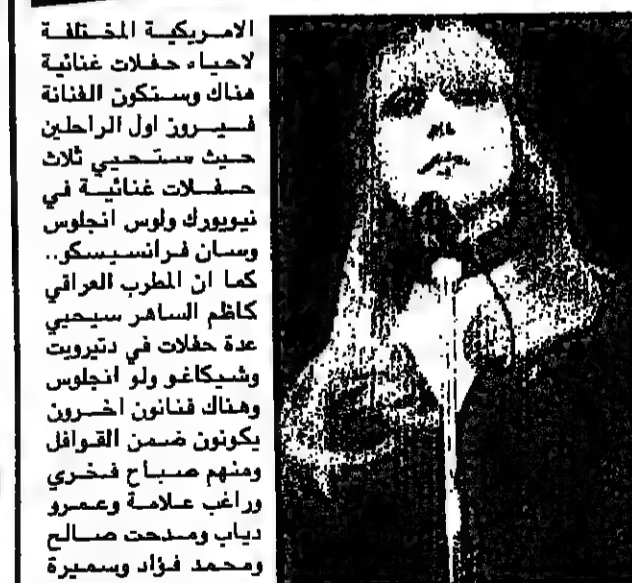 الامريكية المختلفة
لاحياء حفلات غنائية
هناك وستكون الفنانة
فيروز اول الراحلين
حيث ستحيي ثلاث
حفلات غنائية في
نيويورك ولوس انجلوس
وسان فرانسيسكو..
كما ان المطرب العراقي
كاظم الساهر سيحيي
عدة حفلات في دتيرويت
وشيكاغو ولو انجلوس
وهناك فنانون اخرون
يكونون ضمن القوافل
ومنهم صباح فخري
وراغب علامة وعمرو
دياب ومدحت صالح
ومحمد فؤاد وسميرة